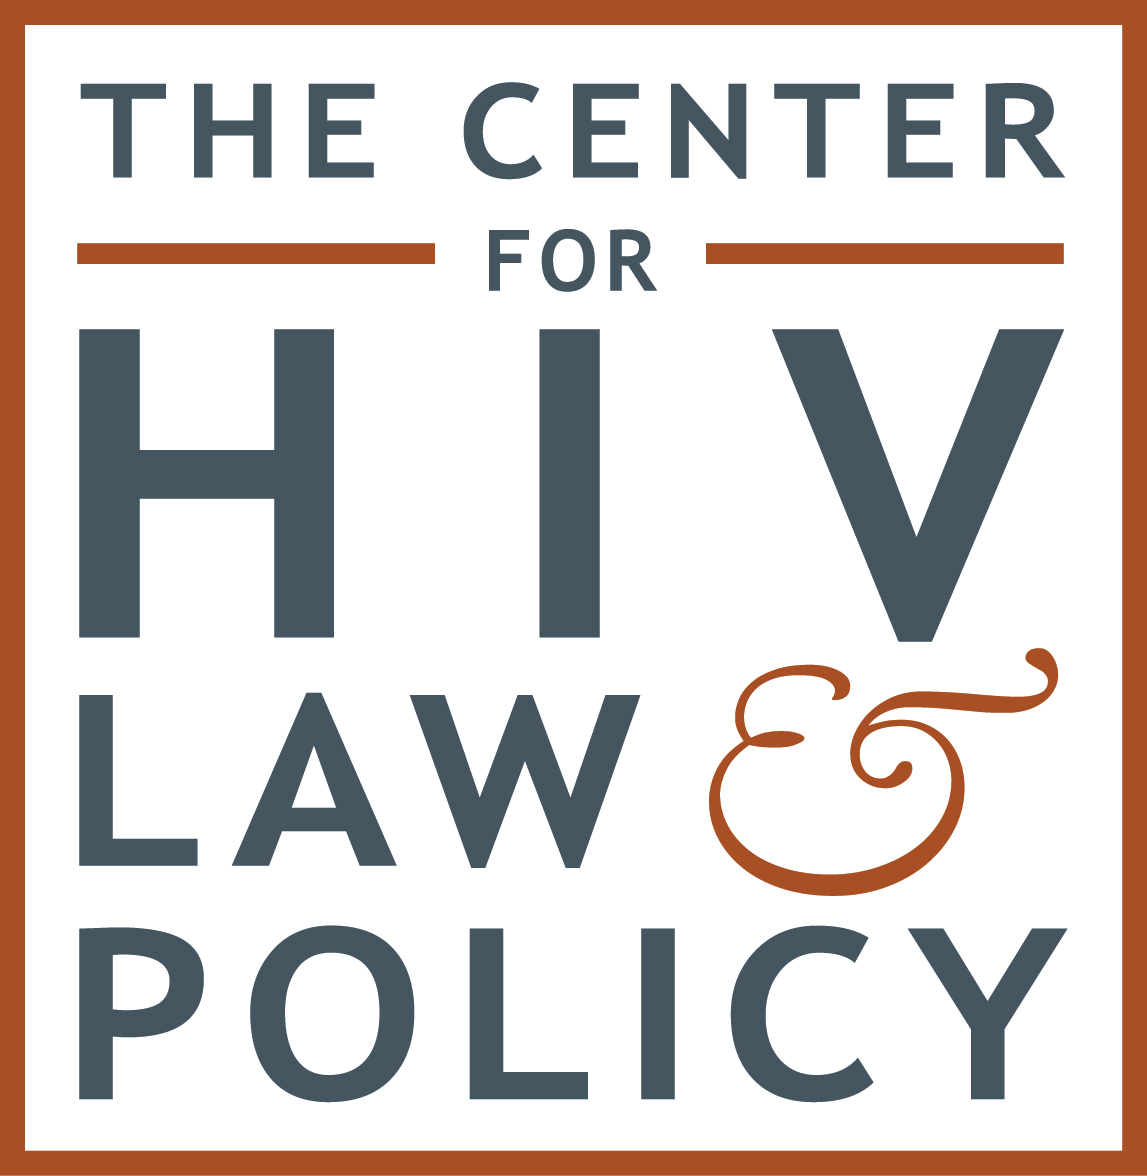 THE CENTER
FOR
HIV
LAW &
POLICY